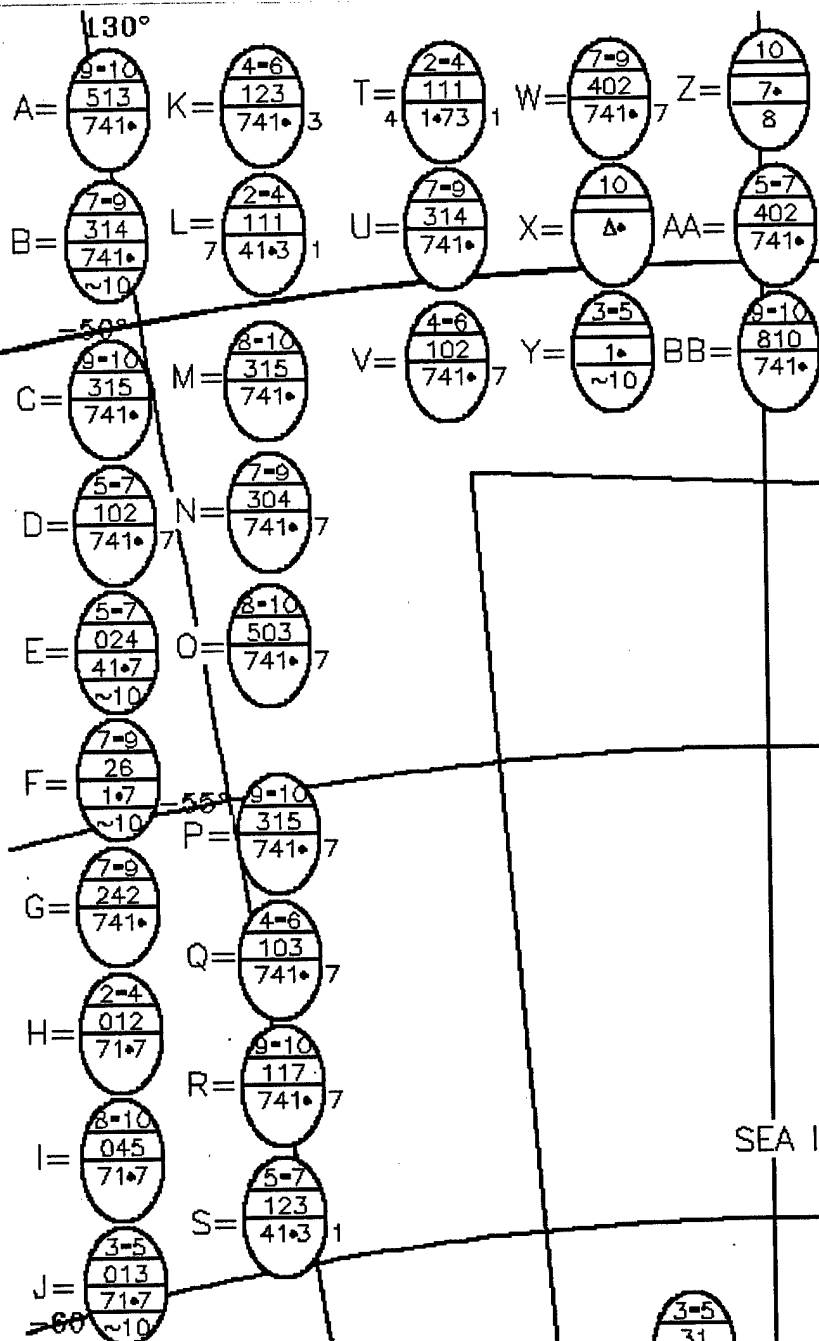 130°
A=
9-10
513
741•
B=
7-9
314
741•
~10
-50°
C=
9-10
315
741•
D=
5-7
102
741• 7
E=
5-7
024
41•7
~10
F=
7-9
26
1•7
~10
-55°
G=
7-9
242
741•
H=
2-4
012
71•7
I=
8-10
045
71•7
J=
3-5
013
71•7
~10
-60
K=
4-6
123
741• 3
L=
2-4
111
7 41•3 1
M=
8-10
315
741•
N=
7-9
304
741• 7
O=
8-10
503
741• 7
P=
9-10
315
741• 7
Q=
4-6
103
741• 7
R=
9-10
117
741• 7
S=
5-7
123
41•3 1
T=
2-4
111
4 1•73 1
U=
7-9
314
741•
V=
4-6
102
741• 7
W=
7-9
402
741• 7
X=
10
Δ•
Y=
3-5
1•
~10
Z=
10
7•
8
AA=
5-7
402
741•
BB=
9-10
810
741•
SEA I
3-5
31